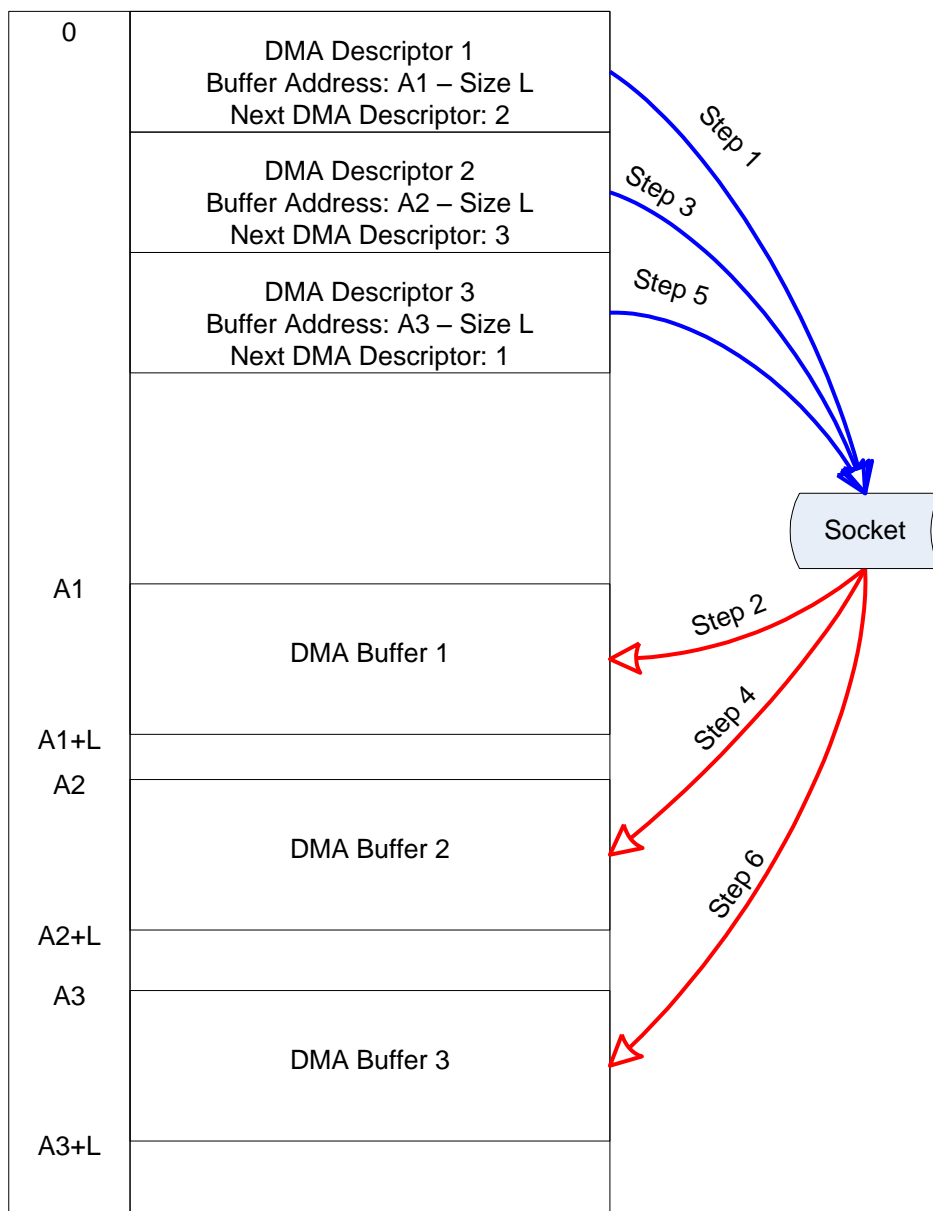 0
DMA Descriptor 1
Buffer Address: A1 – Size L
Next DMA Descriptor: 2
DMA Descriptor 2
Buffer Address: A2 – Size L
Next DMA Descriptor: 3
DMA Descriptor 3
Buffer Address: A3 – Size L
Next DMA Descriptor: 1
Step 1
Step 3
Step 5
Socket
A1
DMA Buffer 1
A1+L
Step 2
A2
DMA Buffer 2
A2+L
Step 4
A3
DMA Buffer 3
A3+L
Step 6